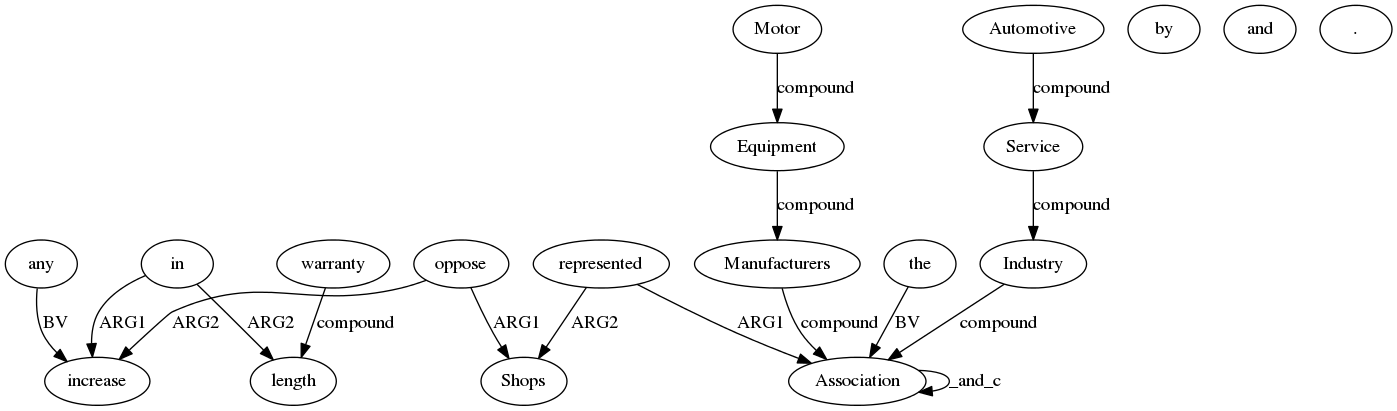 Motor Automotive by and .
compound compound
Equipment Service
compound compound
any in warranty oppose represented Manufacturers the Industry
BV ARG1 ARG2 ARG2 compound ARG1 ARG2 ARG1 compound BV compound
increase length Shops Association _and_c